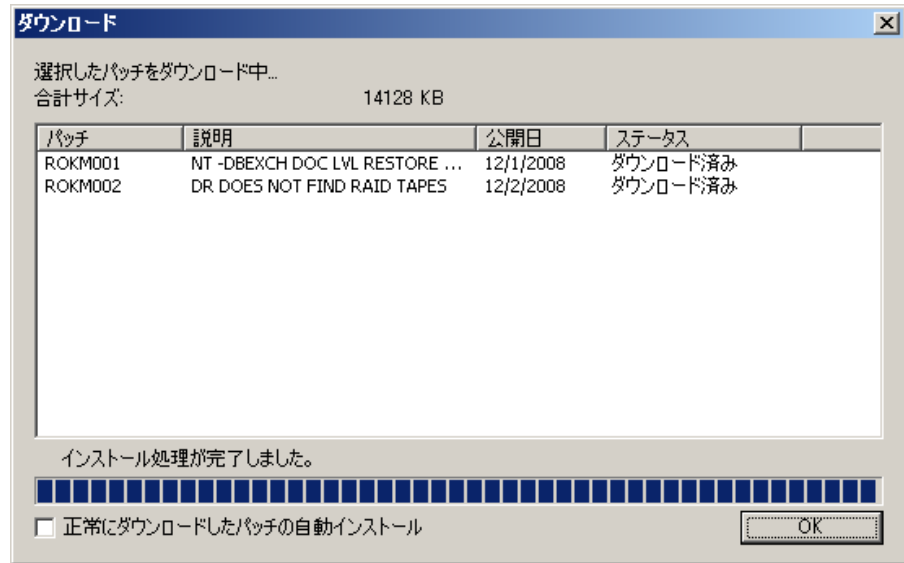 ダウンロード
選択したパッチをダウンロード中...
合計サイズ: 14128 KB
パッチ 説明 公開日 ステータス
ROKM001 NT -DBEXCH DOC LVL RESTORE ... 12/1/2008 ダウンロード済み
ROKM002 DR DOES NOT FIND RAID TAPES 12/2/2008 ダウンロード済み
インストール処理が完了しました。
正常にダウンロードしたパッチの自動インストール OK